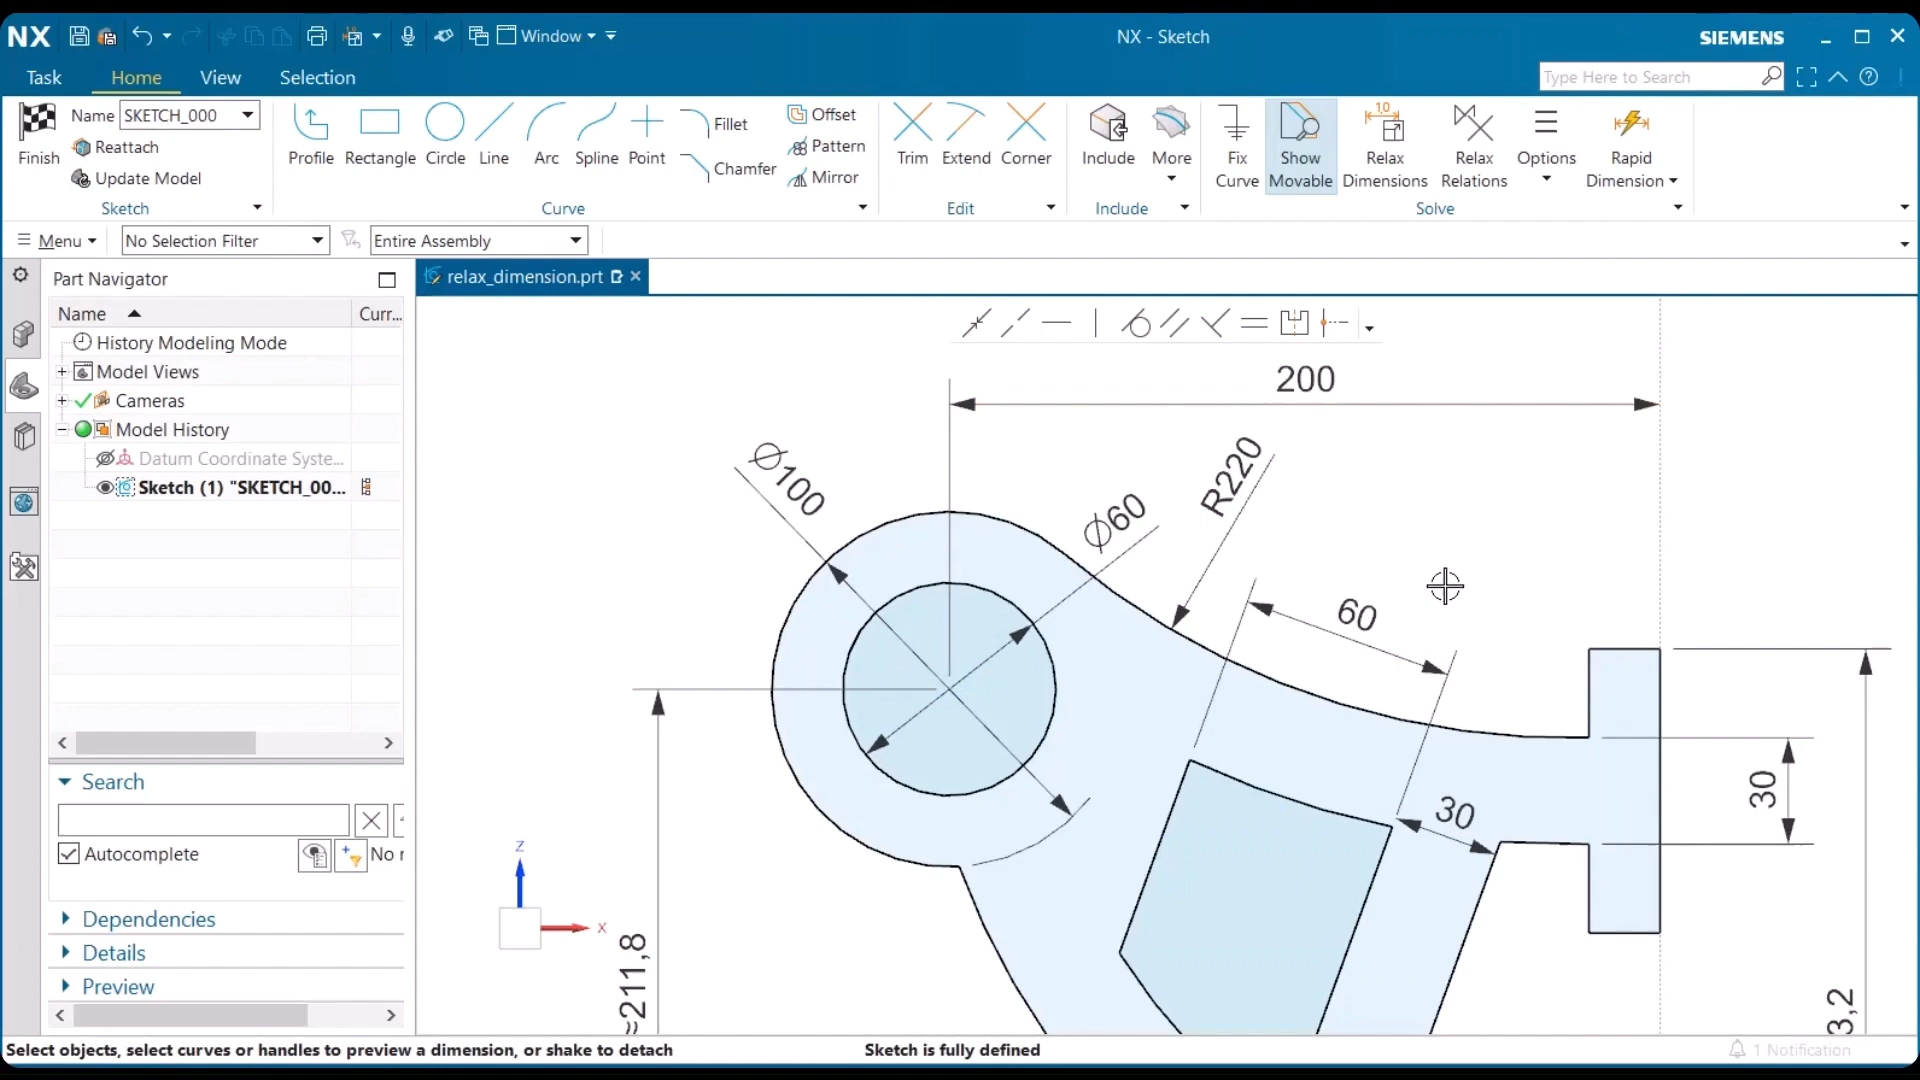 NX
Window
NX - Sketch
SIEMENS
Task
Home
View
Selection
Type Here to Search
Name
SKETCH_000
Finish
Reattach
Update Model
Sketch
Profile
Rectangle
Circle
Line
Arc
Spline
Point
Fillet
Chamfer
Offset
Pattern
Mirror
Curve
Trim
Extend
Corner
Edit
Include
More
Include
Fix
Curve
Show
Movable
Relax
Dimensions
Relax
Relations
Options
Rapid
Dimension
Solve
Menu
No Selection Filter
Entire Assembly
Part Navigator
relax_dimension.prt
Name
Curr...
History Modeling Mode
Model Views
Cameras
Model History
Datum Coordinate Syste...
Sketch (1) "SKETCH_00...
Search
Autocomplete
No r
Dependencies
Details
Preview
200
Ø100
Ø60
R220
60
30
30
Z
X
≈211,8
3,2
Select objects, select curves or handles to preview a dimension, or shake to detach
Sketch is fully defined
1 Notification